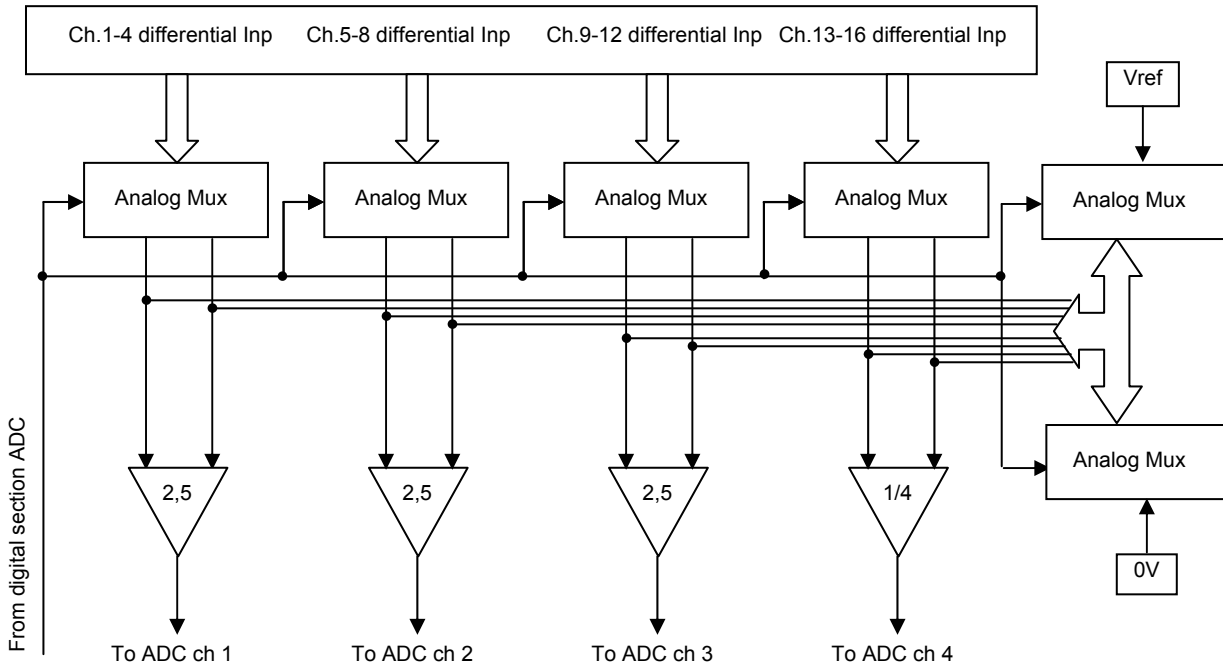 Ch.1-4 differential Inp
Ch.5-8 differential Inp
Ch.9-12 differential Inp
Ch.13-16 differential Inp
Vref
Analog Mux
Analog Mux
Analog Mux
Analog Mux
Analog Mux
From digital section ADC
2,5
2,5
2,5
1/4
Analog Mux
0V
To ADC ch 1
To ADC ch 2
To ADC ch 3
To ADC ch 4